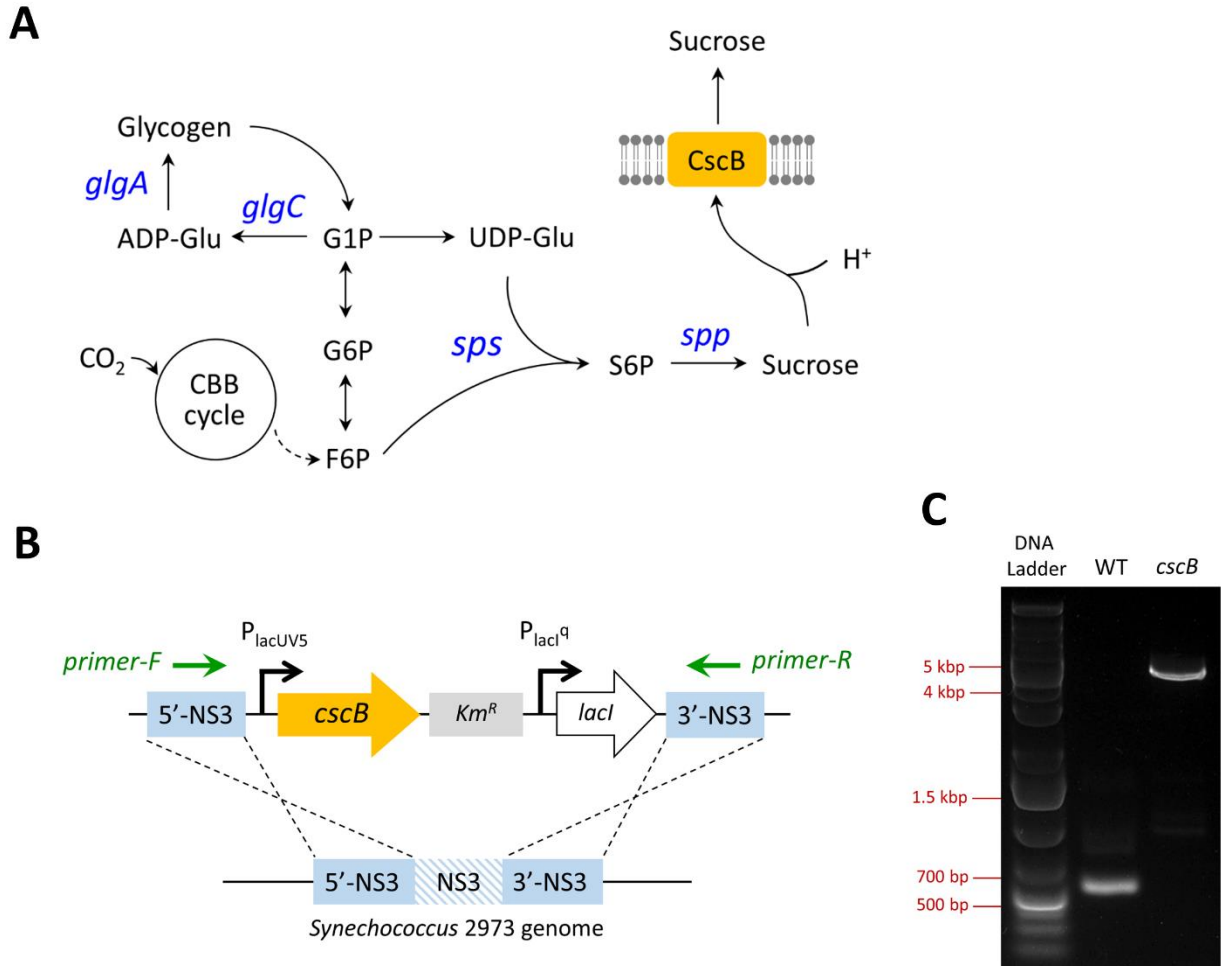 A
Sucrose
Glycogen
CscB
glgA
glgC
ADP-Glu
G1P
UDP-Glu
H⁺
CO₂
CBB
cycle
G6P
sps
S6P
spp
Sucrose
F6P
B
PlacUV5
PlacIq
primer-F
primer-R
5’-NS3
cscB
Kmᴿ
lacI
3’-NS3
5’-NS3
NS3
3’-NS3
Synechococcus 2973 genome
C
DNA
Ladder
WT
cscB
5 kbp
4 kbp
1.5 kbp
700 bp
500 bp